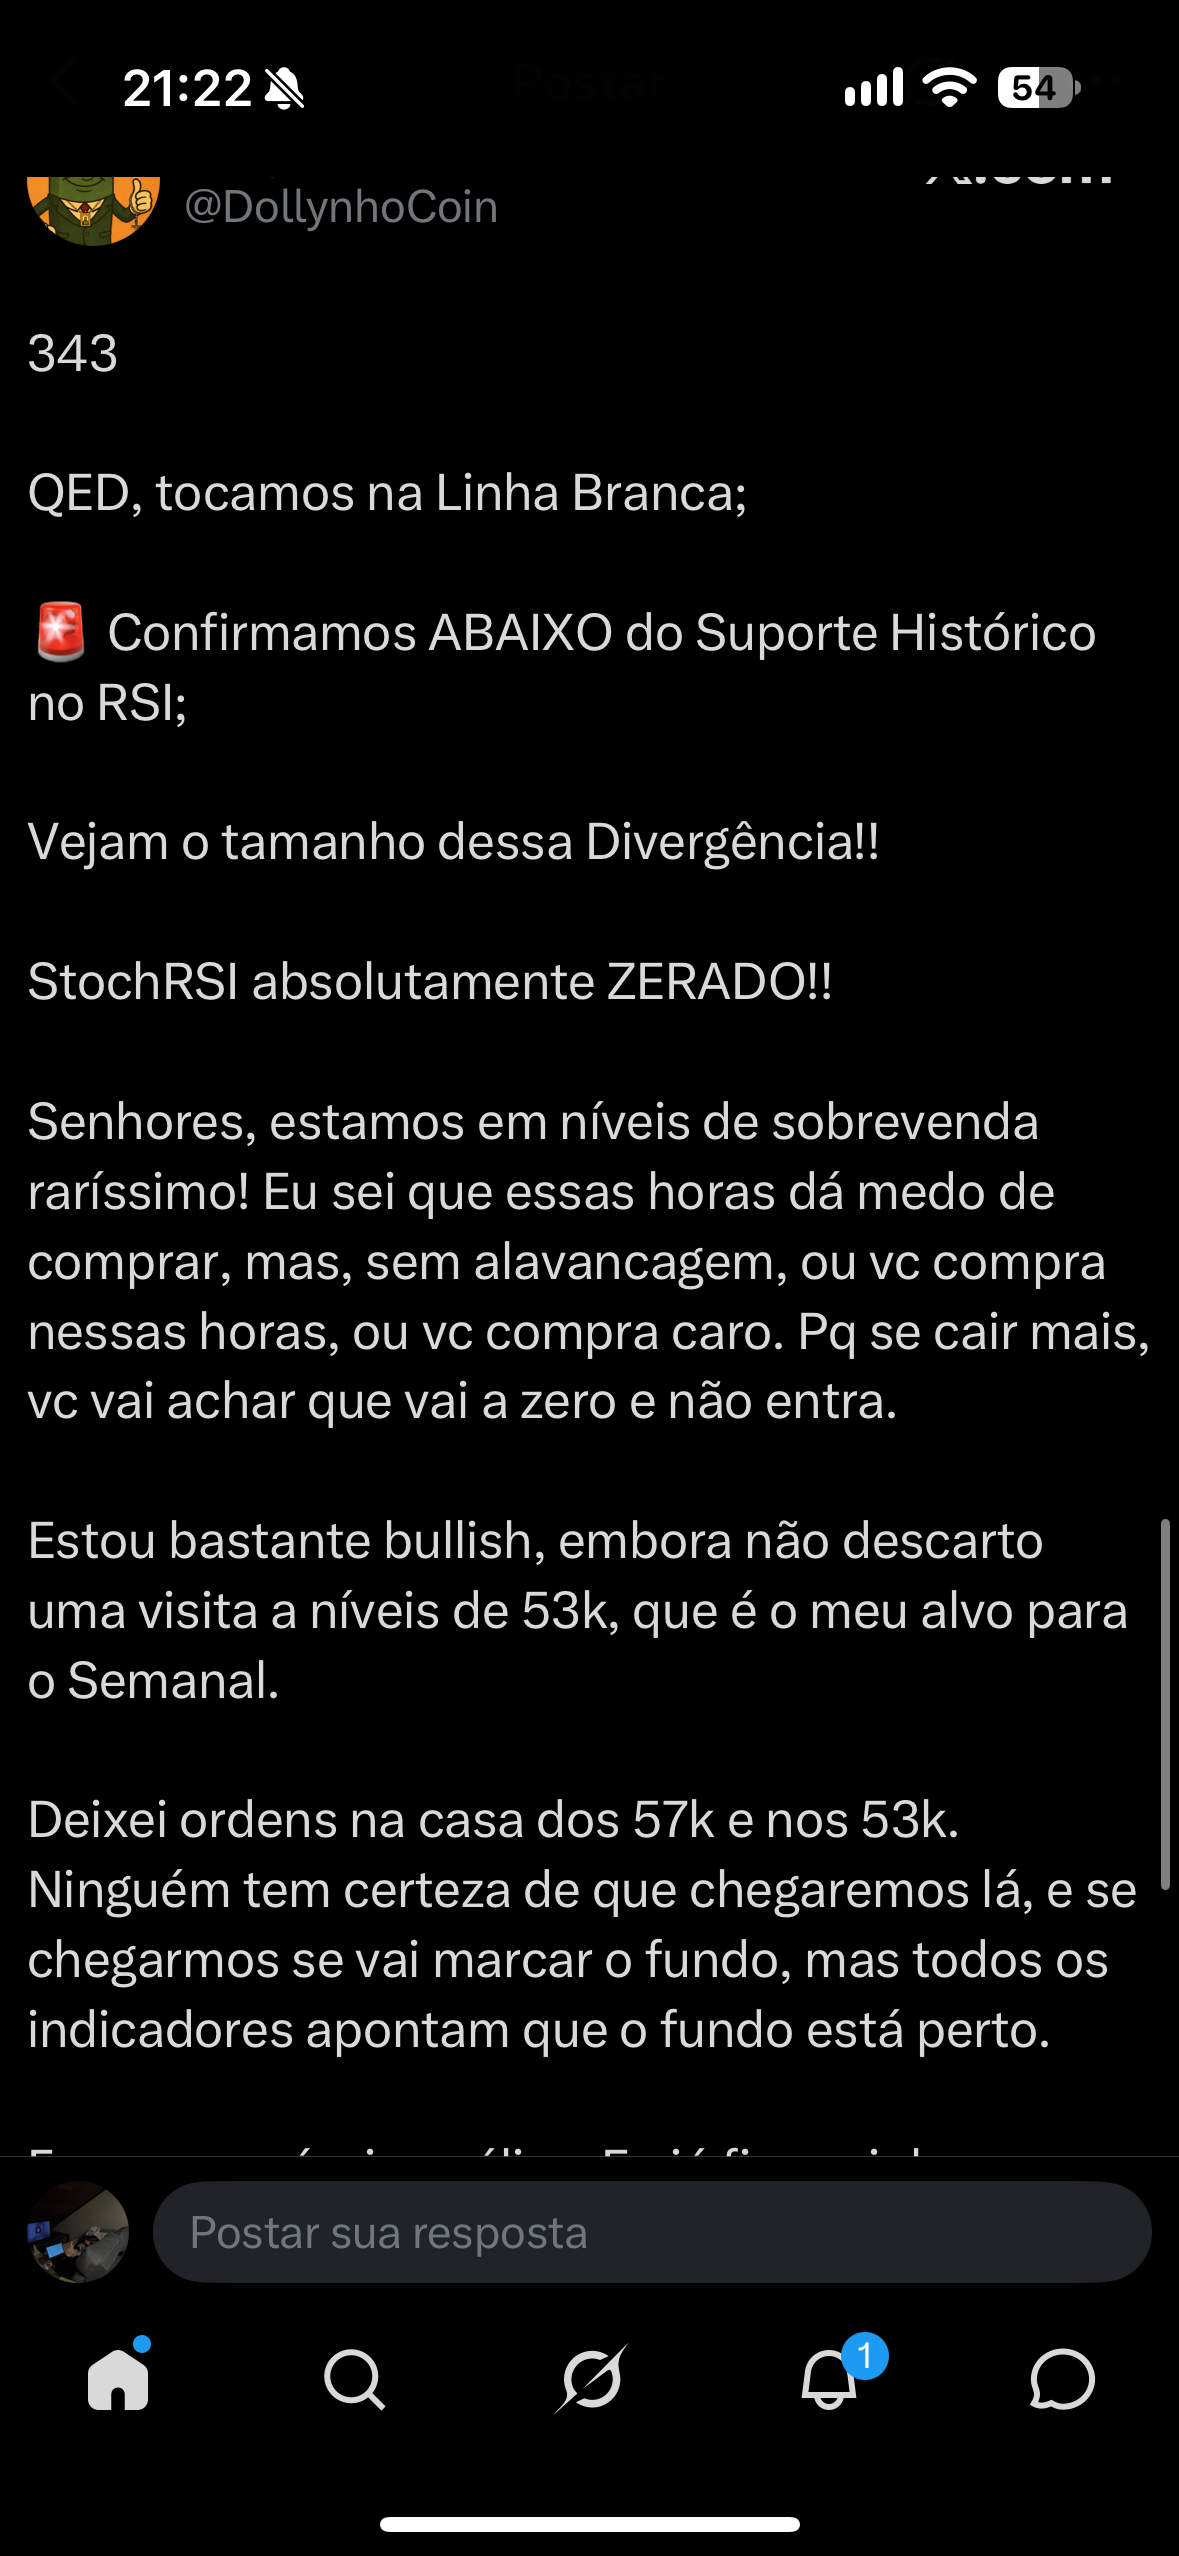 21:22
54
@DollynhoCoin
343
QED, tocamos na Linha Branca;
🚨 Confirmamos ABAIXO do Suporte Histórico
no RSI;
Vejam o tamanho dessa Divergência!!
StochRSI absolutamente ZERADO!!
Senhores, estamos em níveis de sobrevenda
raríssimo! Eu sei que essas horas dá medo de
comprar, mas, sem alavancagem, ou vc compra
nessas horas, ou vc compra caro. Pq se cair mais,
vc vai achar que vai a zero e não entra.
Estou bastante bullish, embora não descarto
uma visita a níveis de 53k, que é o meu alvo para
o Semanal.
Deixei ordens na casa dos 57k e nos 53k.
Ninguém tem certeza de que chegaremos lá, e se
chegarmos se vai marcar o fundo, mas todos os
indicadores apontam que o fundo está perto.
Postar sua resposta
1